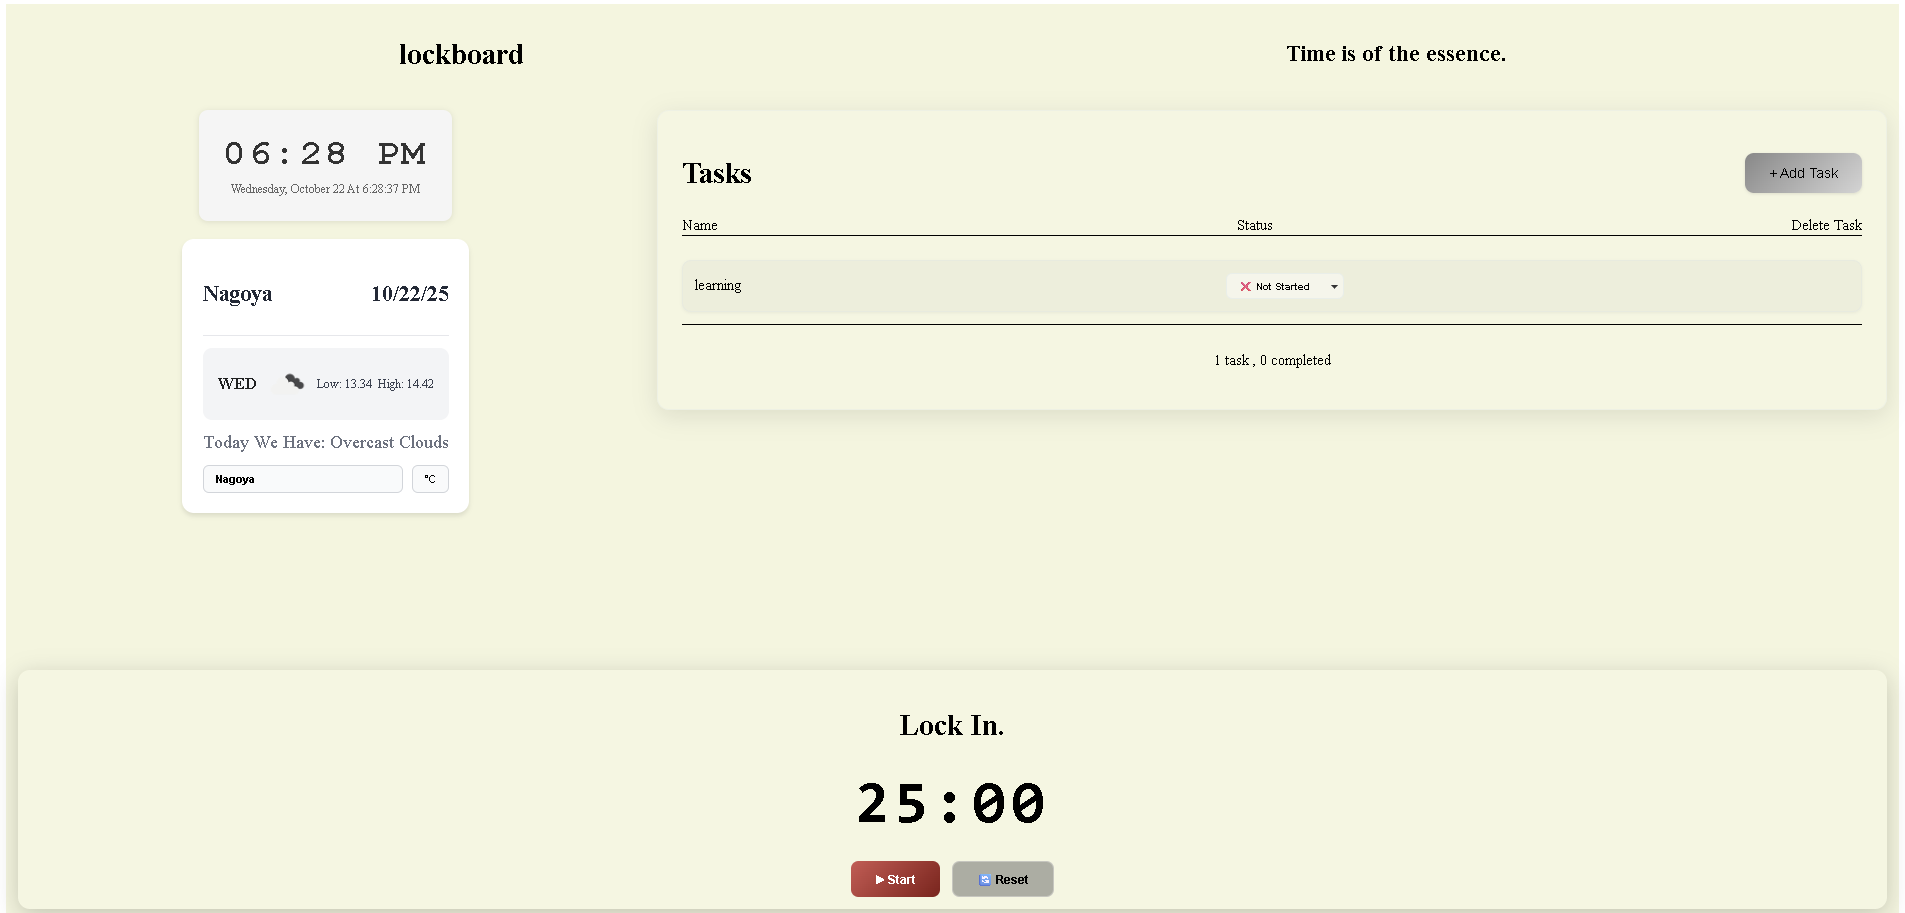 lockboard
Time is of the essence.
06:28 PM
Wednesday, October 22 At 6:28:37 PM
Nagoya 10/22/25
WED Low: 13.34 High: 14.42
Today We Have: Overcast Clouds
Nagoya °C
Tasks
+ Add Task
Name Status Delete Task
learning ❌ Not Started
1 task , 0 completed
Lock In.
25:00
▶ Start 🔄 Reset